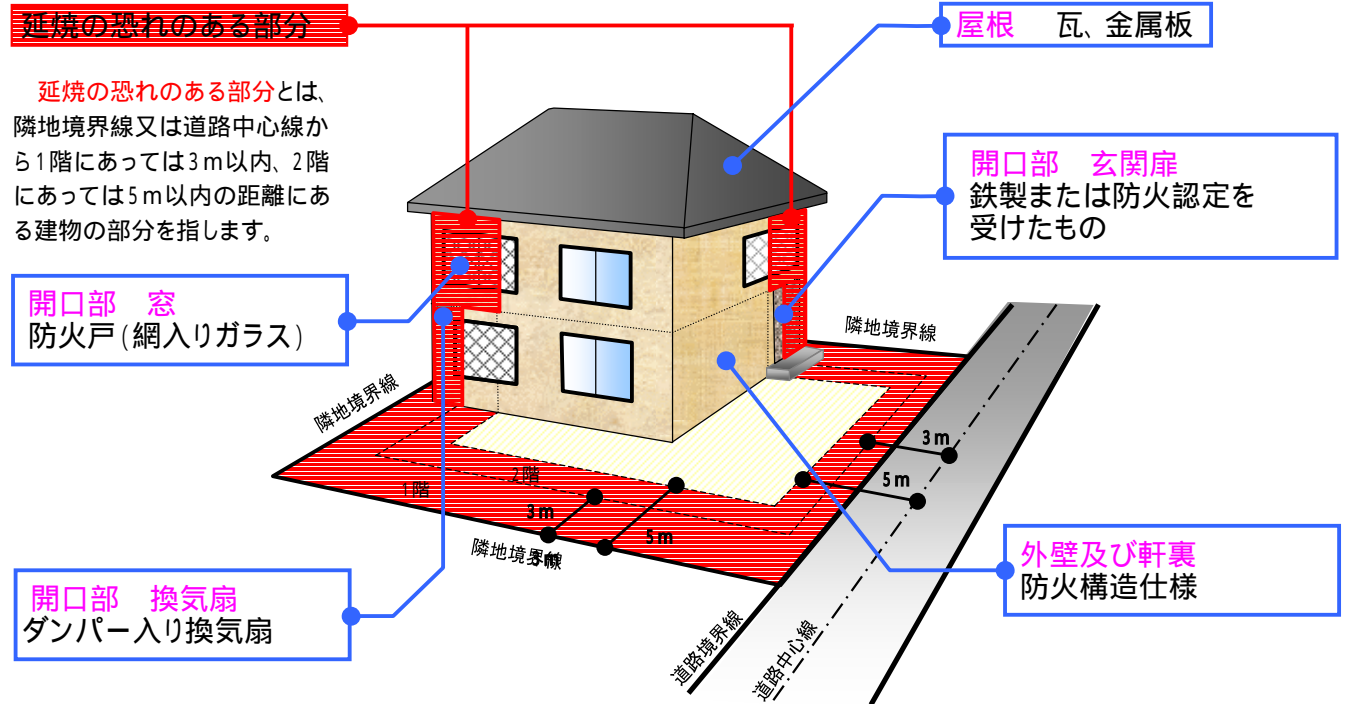 延焼の恐れのある部分
延焼の恐れのある部分とは、
隣地境界線又は道路中心線か
ら1階にあっては3m以内、2階
にあっては5m以内の距離にあ
る建物の部分を指します。
屋根 瓦、金属板
開口部 玄関扉
鉄製または防火認定を
受けたもの
開口部 窓
防火戸(網入りガラス)
隣地境界線
隣地境界線
3m
5m
2階
1階
3m
5m
隣地境界線
3m
開口部 換気扇
ダンパー入り換気扇
外壁及び軒裏
防火構造仕様
道路境界線
道路中心線